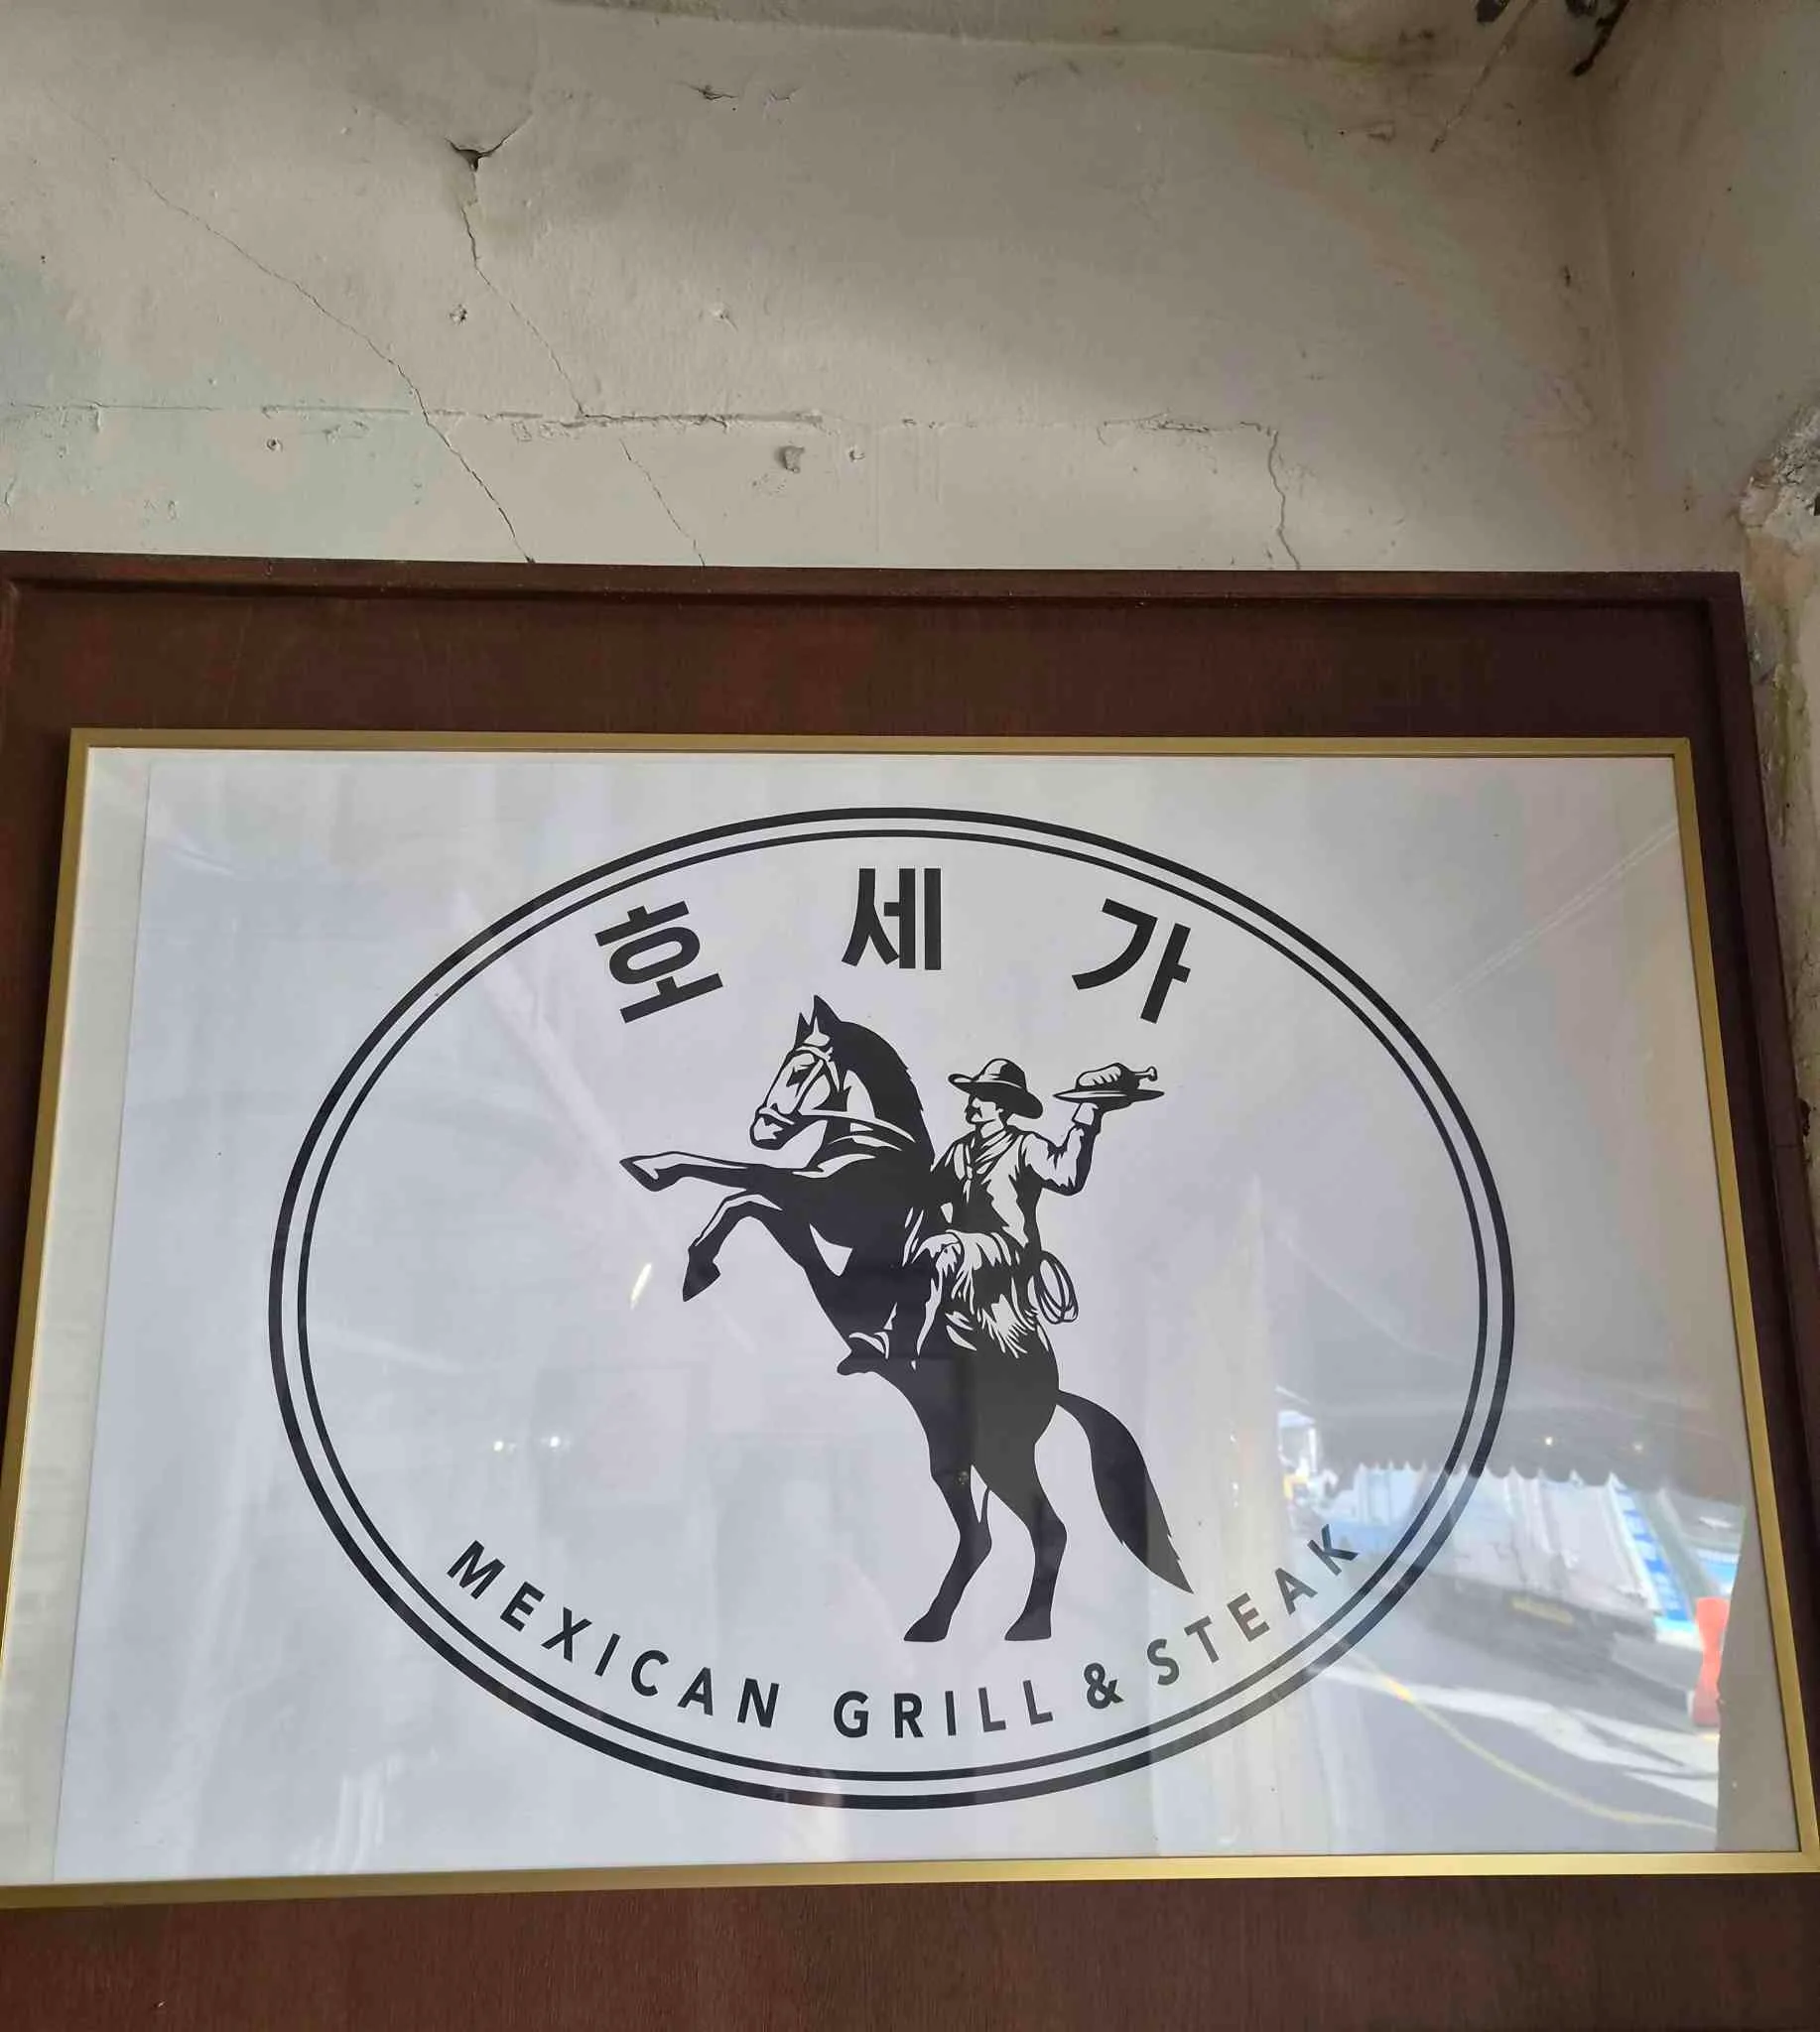 호세가
MEXICAN GRILL & STEAK